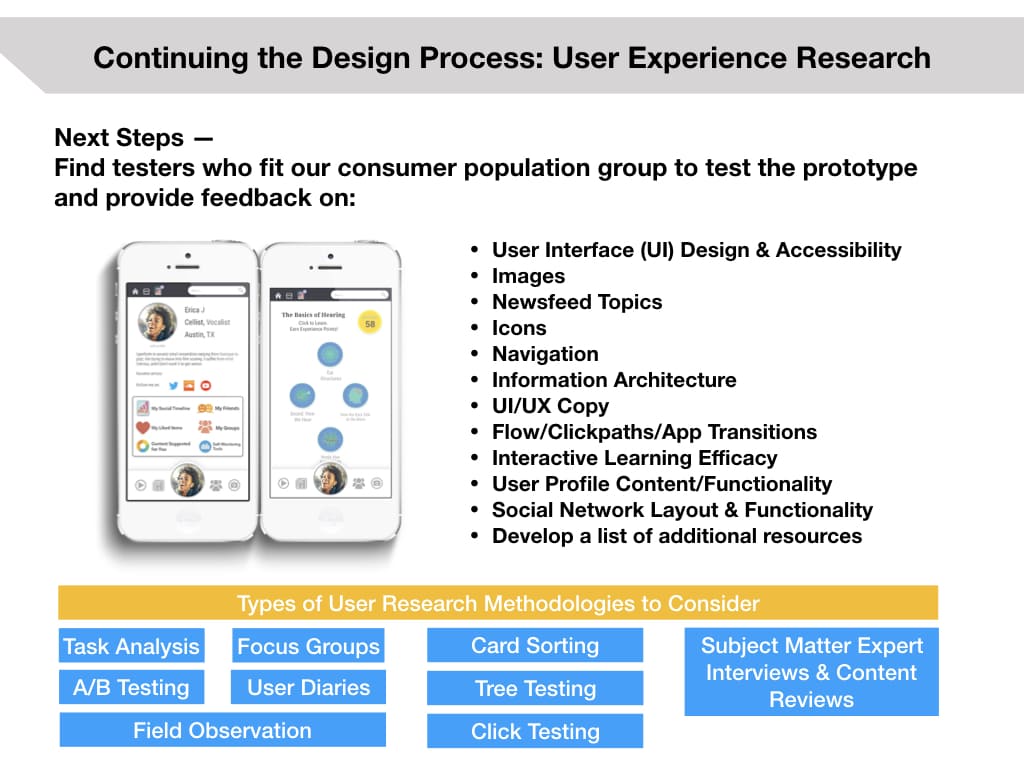 Continuing the Design Process: User Experience Research
Next Steps —
Find testers who fit our consumer population group to test the prototype
and provide feedback on:
Erica J
Cellist, Vocalist
Austin, TX
Follow me on:
My Social Timeline
My Friends
My Liked Items
My Groups
Content Suggested
For You
Self-Monitoring
Tools
The Basics of Hearing
Click to Learn.
Earn Experience Points!
58
Ear
Structures
• User Interface (UI) Design & Accessibility
• Images
• Newsfeed Topics
• Icons
• Navigation
• Information Architecture
• UI/UX Copy
• Flow/Clickpaths/App Transitions
• Interactive Learning Efficacy
• User Profile Content/Functionality
• Social Network Layout & Functionality
• Develop a list of additional resources
Types of User Research Methodologies to Consider
Task Analysis
Focus Groups
A/B Testing
User Diaries
Field Observation
Card Sorting
Tree Testing
Click Testing
Subject Matter Expert
Interviews & Content
Reviews